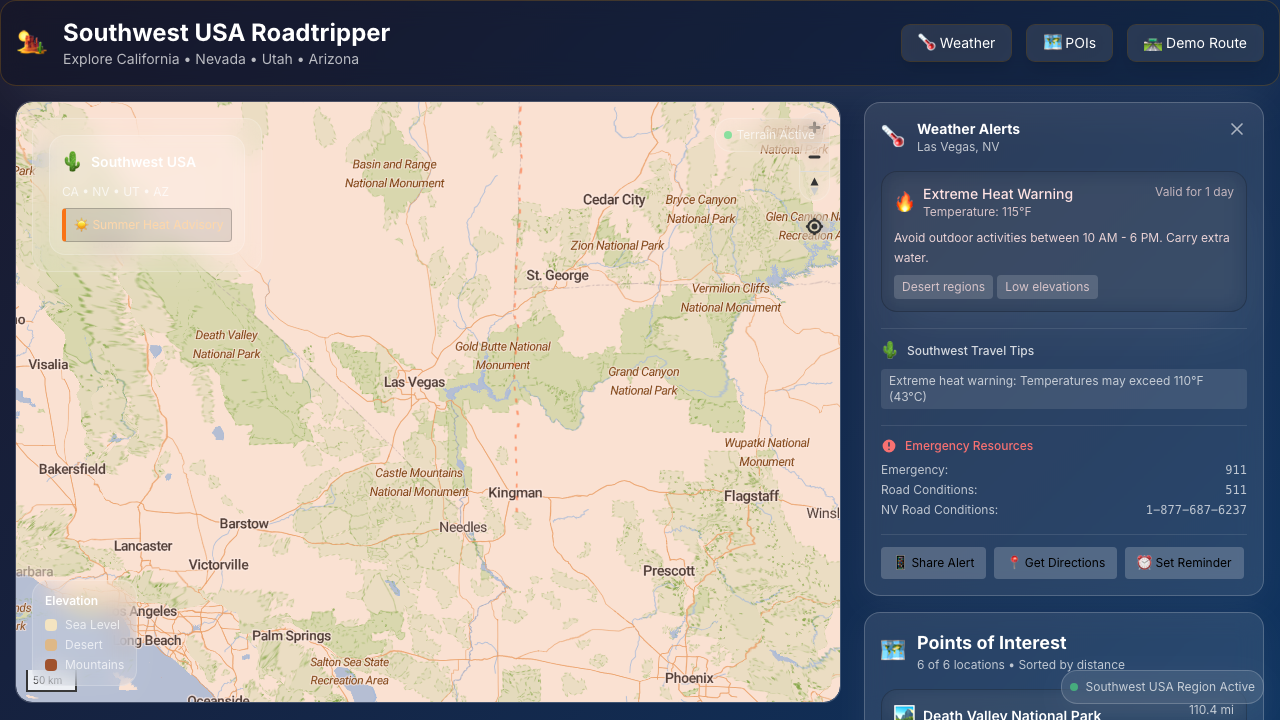 Southwest USA Roadtripper
Explore California • Nevada • Utah • Arizona
Weather
POIs
Demo Route
Southwest USA
CA • NV • UT • AZ
Summer Heat Advisory
Terrain Active
National Park
Park
Basin and Range
National Monument
Cedar City
Bryce Canyon
National Park
Glen Canyon N
Recreation A
Zion National Park
St. George
Vermilion Cliffs
National Monument
Death Valley
National Park
Visalia
Gold Butte National
Monument
Grand Canyon
National Park
Las Vegas
Bakersfield
Wupatki National
Monument
Castle Mountains
National Monument
Kingman
Flagstaff
Winsl
Barstow
Needles
Lancaster
Victorville
Prescott
arbara
Elevation
Sea Level
Desert
Mountains
s Angeles
ng Beach
Palm Springs
Salton Sea State
Recreation Area
Phoenix
Oceanside
50 km
Weather Alerts
Las Vegas, NV
Extreme Heat Warning
Valid for 1 day
Temperature: 115°F
Avoid outdoor activities between 10 AM - 6 PM. Carry extra
water.
Desert regions
Low elevations
Southwest Travel Tips
Extreme heat warning: Temperatures may exceed 110°F
(43°C)
Emergency Resources
Emergency: 911
Road Conditions: 511
NV Road Conditions: 1-877-687-6237
Share Alert
Get Directions
Set Reminder
Points of Interest
6 of 6 locations • Sorted by distance
Southwest USA Region Active
Death Valley National Park
110.4 mi